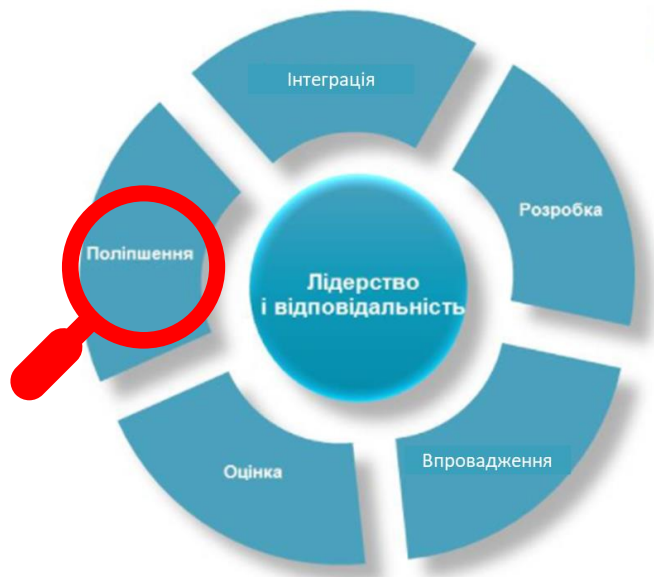 Інтеграція
Розробка
Поліпшення
Лідерство
і відповідальність
Впровадження
Оцінка